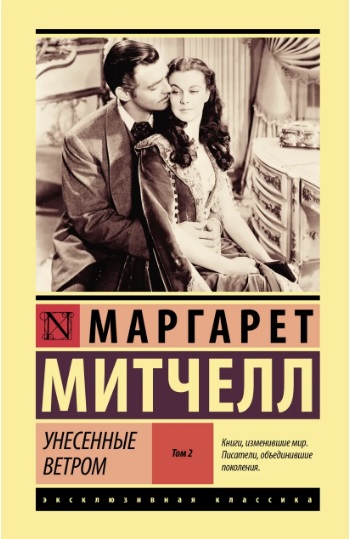 N
МАРГАРЕТ
МИТЧЕЛЛ
УНЕСЕННЫЕ
ВЕТРОМ
Том 2
Книги, изменившие мир.
Писатели, объединившие
поколения.
эксклюзивная классика